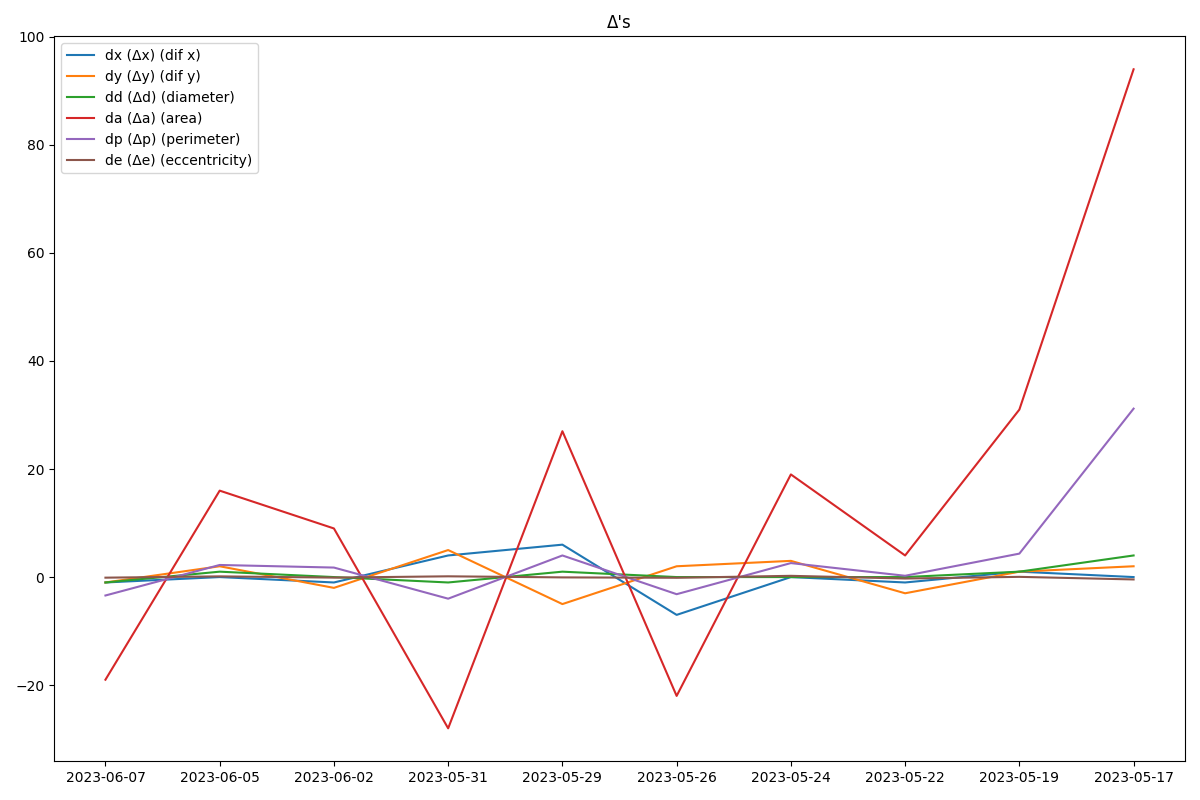 Δ's
dx (Δx) (dif x)
dy (Δy) (dif y)
dd (Δd) (diameter)
da (Δa) (area)
dp (Δp) (perimeter)
de (Δe) (eccentricity)
100
80
60
40
20
0
−20
2023-06-07 2023-06-05 2023-06-02 2023-05-31 2023-05-29 2023-05-26 2023-05-24 2023-05-22 2023-05-19 2023-05-17